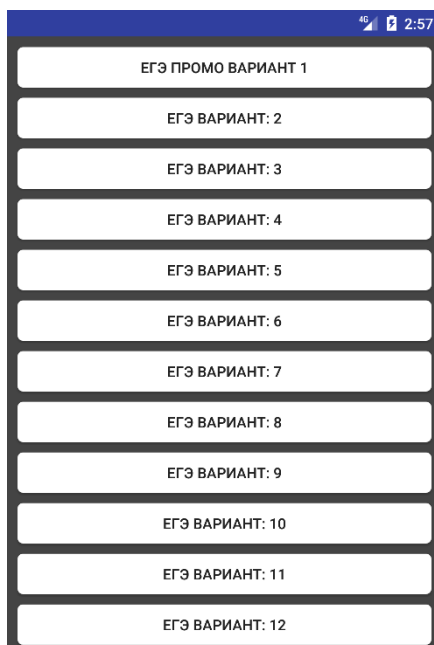 4G 2:57
ЕГЭ ПРОМО ВАРИАНТ 1
ЕГЭ ВАРИАНТ: 2
ЕГЭ ВАРИАНТ: 3
ЕГЭ ВАРИАНТ: 4
ЕГЭ ВАРИАНТ: 5
ЕГЭ ВАРИАНТ: 6
ЕГЭ ВАРИАНТ: 7
ЕГЭ ВАРИАНТ: 8
ЕГЭ ВАРИАНТ: 9
ЕГЭ ВАРИАНТ: 10
ЕГЭ ВАРИАНТ: 11
ЕГЭ ВАРИАНТ: 12